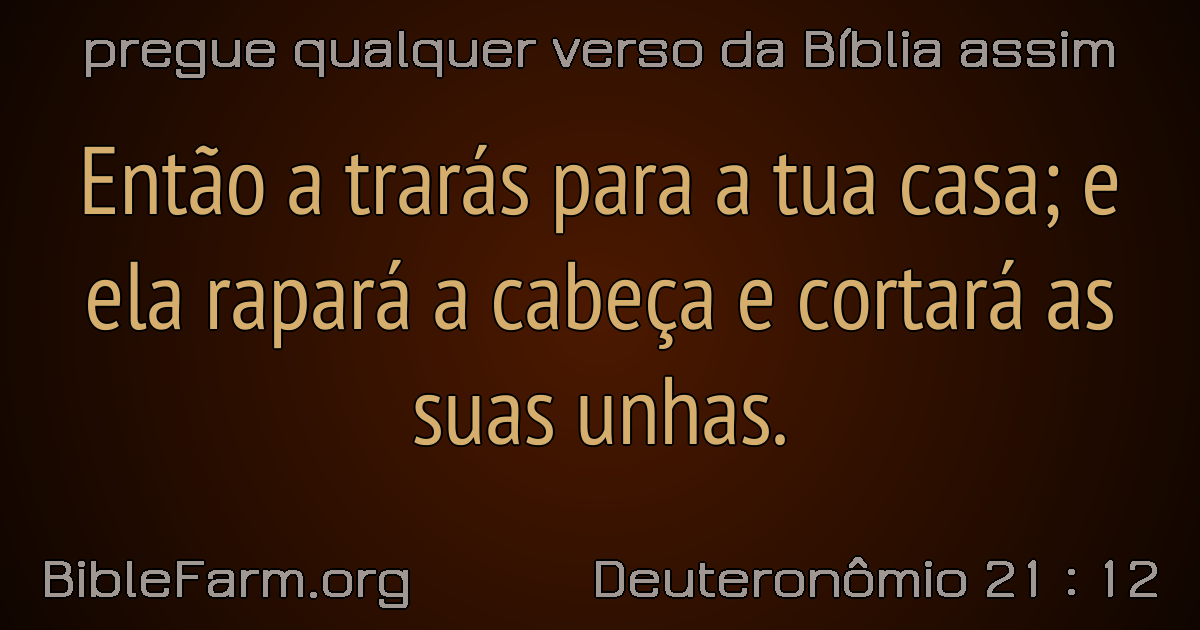 pregue qualquer verso da Bíblia assim
Então a trarás para a tua casa; e
ela rapará a cabeça e cortará as
suas unhas.
BibleFarm.org
Deuteronômio 21 : 12